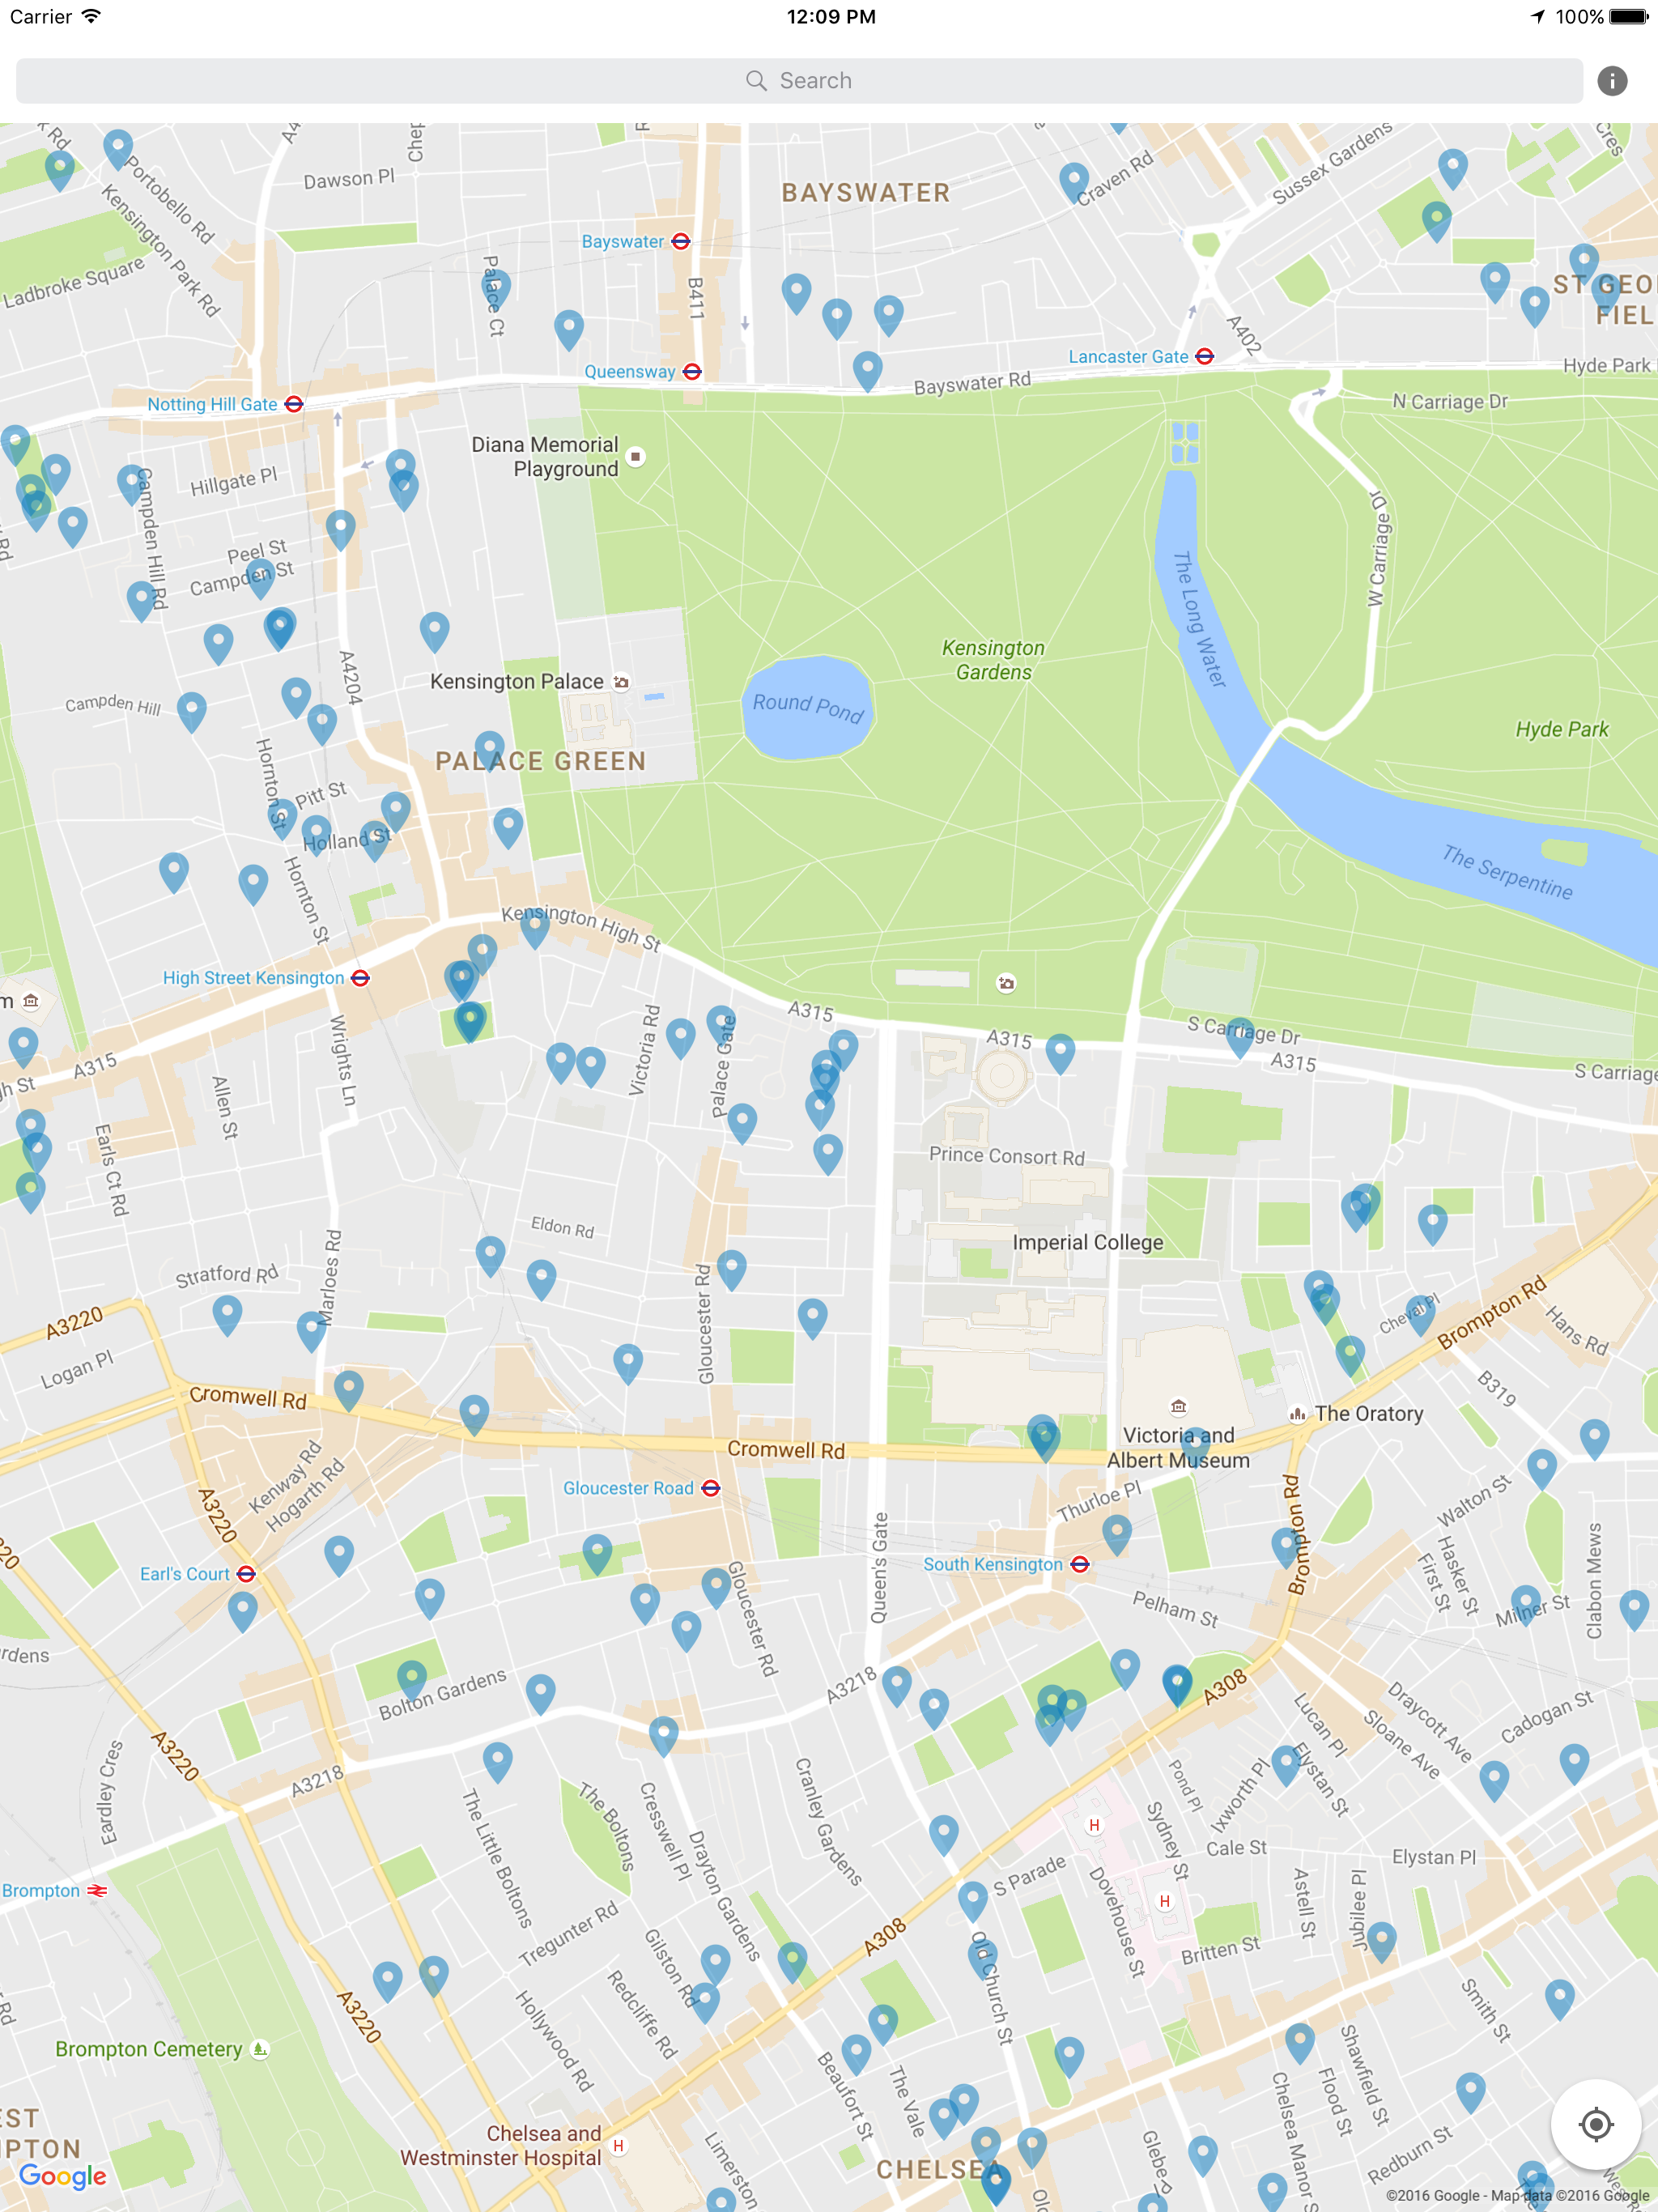 Carrier
12:09 PM
100%
Search
Portobello Rd
Kensington Park Rd
Ladbroke Square
Dawson Pl
BAYSWATER
Craven Rd
Sussex Gardens
Bayswater
Palace Ct
B411
Queensway
Lancaster Gate
A402
Bayswater Rd
Hyde Park
N Carriage Dr
Notting Hill Gate
Diana Memorial
Playground
Hillgate Pl
Campden Hill Rd
Peel St
Campden St
W Carriage Dr
The Long Water
Kensington
Gardens
A4204
Kensington Palace
Round Pond
Campden Hill
Hyde Park
PALACE GREEN
Hornton St
Pitt St
Holland St
Hornton St
The Serpentine
Kensington High St
High Street Kensington
A315
A315
S Carriage Dr
A315
S Carriage
A315
Wrights Ln
Victoria Rd
Palace Gate
Allen St
Earls Ct Rd
Prince Consort Rd
Eldon Rd
Imperial College
Stratford Rd
Marloes Rd
Gloucester Rd
A3220
Logan Pl
Cheval Pl
Brompton Rd
Hans Rd
B319
Cromwell Rd
The Oratory
Victoria and
Albert Museum
Cromwell Rd
Kenway Rd
Hogarth Rd
Gloucester Road
Thurloe Pl
Walton St
A3220
Queen's Gate
Brompton Rd
Hasker St
First St
Clabon Mews
Earl's Court
South Kensington
Milner St
Pelham St
Gloucester Rd
Bolton Gardens
A3218
A308
Draycott Ave
Cadogan St
Lucan Pl
Sloane Ave
A3220
Eardley Cres
A3218
The Little Boltons
The Boltons
Cresswell Pl
Drayton Gardens
Cranley Gardens
Pond Pl
Ixworth Pl
Elystan St
Sydney St
Cale St
Elystan Pl
S Parade
Dovehouse St
Astell St
Jubilee Pl
Brompton
Tregunter Rd
Gilston Rd
A308
Old Church St
Britten St
Smith St
A3220
Hollywood Rd
Redcliffe Rd
Brompton Cemetery
Beaufort St
The Vale
Shawfield St
Flood St
Chelsea Manor S
Redburn St
Chelsea and
Westminster Hospital
Limerston
CHELSEA
Glebe
Google
©2016 Google - Map data ©2016 Google